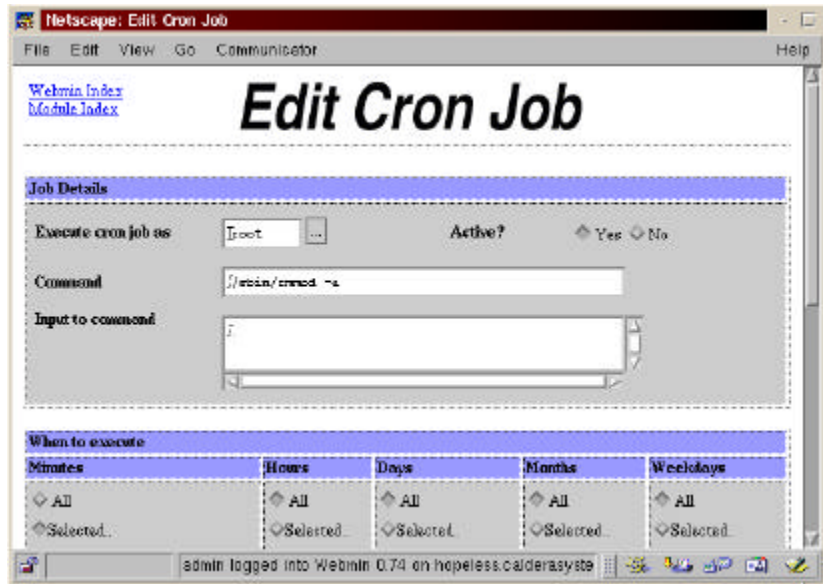 Netscape: Edit Cron Job
File Edit View Go Communicator Help
Webmin Index
Module Index
Edit Cron Job
Job Details
Execute cron job as root ... Active? Yes No
Command /sbin/rmmod -a
Input to command
When to execute
Minutes Hours Days Months Weekdays
All All All All All
Selected.. Selected.. Selected.. Selected.. Selected..
admin logged into Webmin 0.74 on hopeless.calderasyste